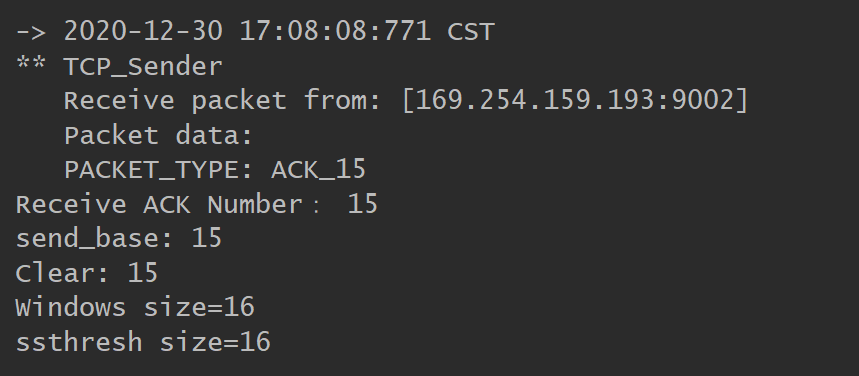 -> 2020-12-30 17:08:08:771 CST
** TCP_Sender
Receive packet from: [169.254.159.193:9002]
Packet data:
PACKET_TYPE: ACK_15
Receive ACK Number： 15
send_base: 15
Clear: 15
Windows size=16
ssthresh size=16